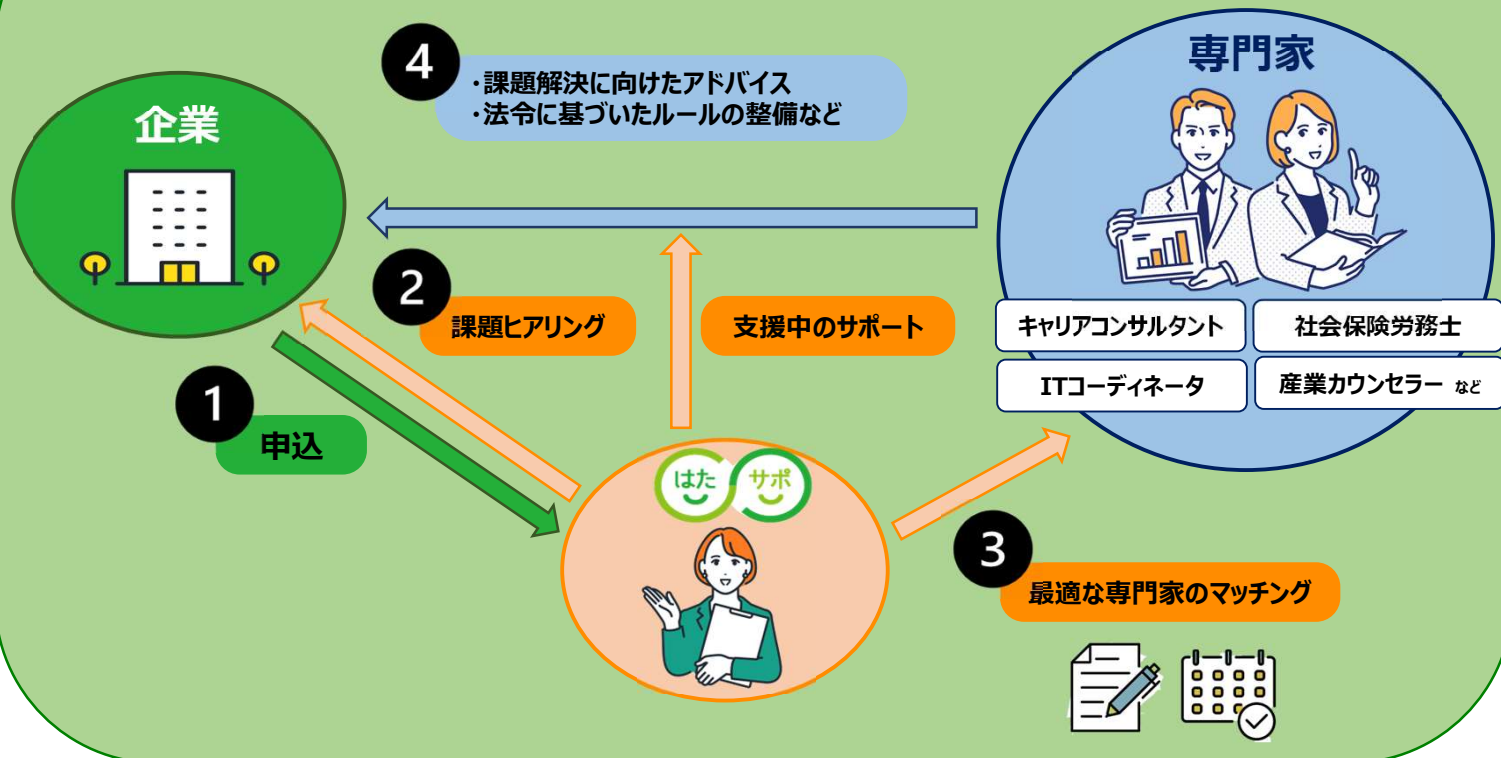 専門家
4
・課題解決に向けたアドバイス
・法令に基づいたルールの整備など
企業
2
課題ヒアリング
支援中のサポート
キャリアコンサルタント
社会保険労務士
ITコーディネータ
産業カウンセラー など
1
申込
はた サポ
3
最適な専門家のマッチング